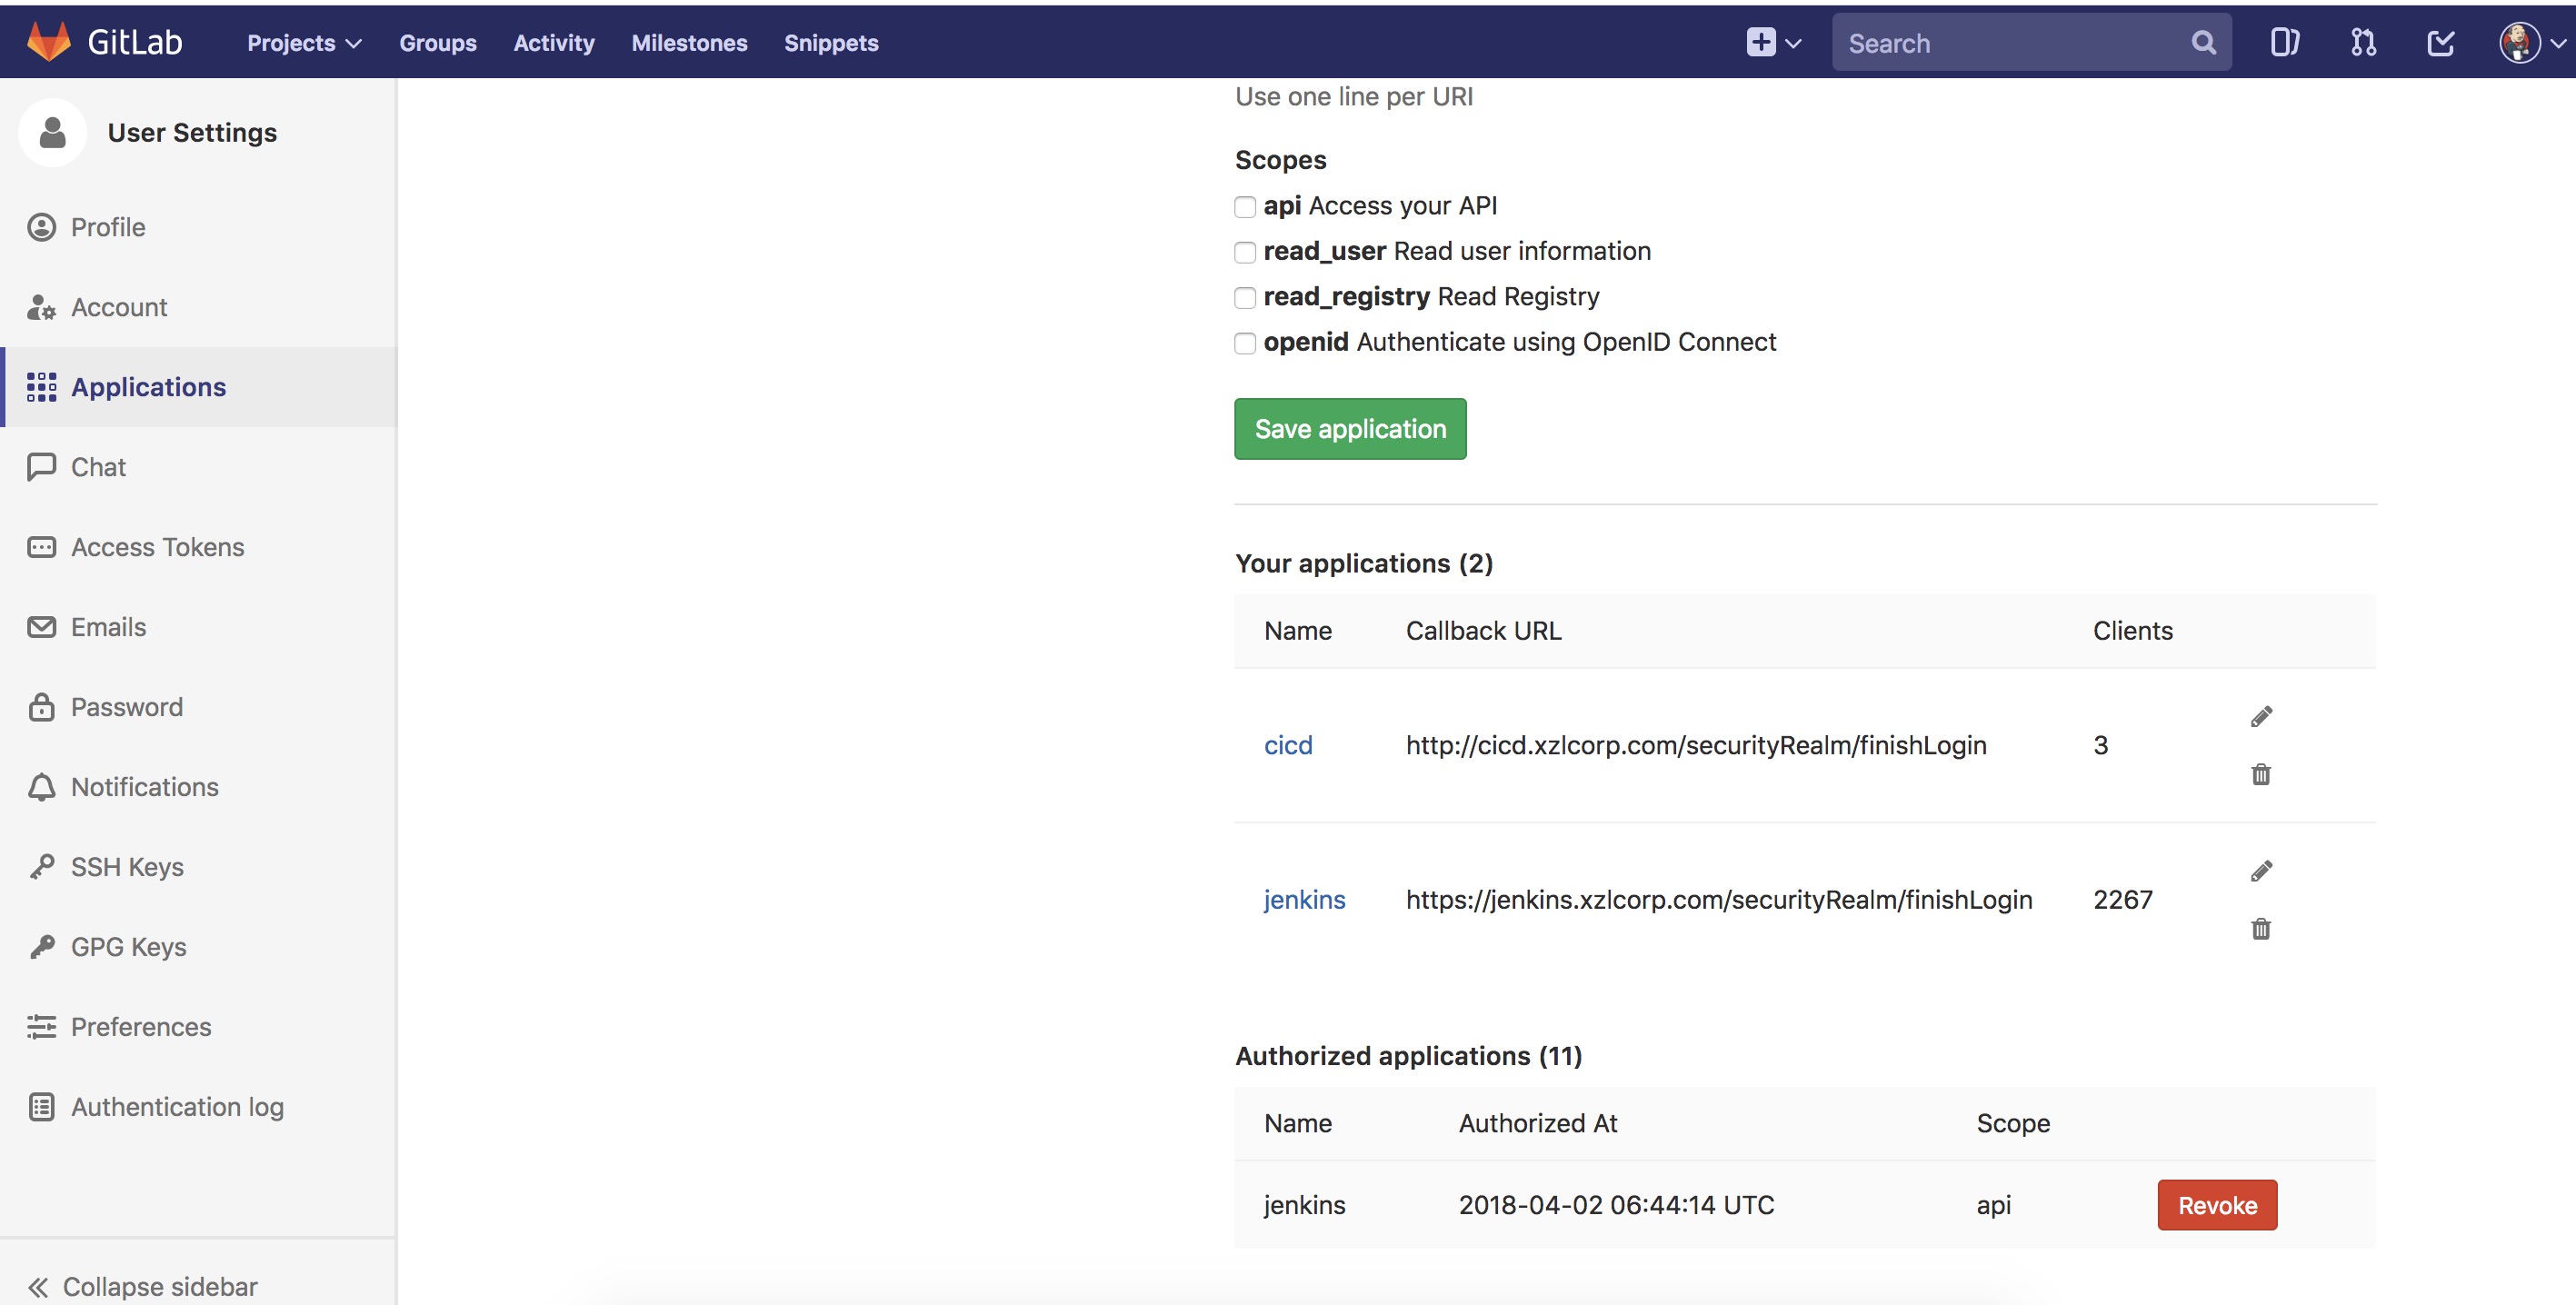 GitLab Projects Groups Activity Milestones Snippets Search
User Settings
Profile
Account
Applications
Chat
Access Tokens
Emails
Password
Notifications
SSH Keys
GPG Keys
Preferences
Authentication log
Collapse sidebar
Use one line per URI
Scopes
api Access your API
read_user Read user information
read_registry Read Registry
openid Authenticate using OpenID Connect
Save application
Your applications (2)
Name Callback URL Clients
cicd http://cicd.xzlcorp.com/securityRealm/finishLogin 3
jenkins https://jenkins.xzlcorp.com/securityRealm/finishLogin 2267
Authorized applications (11)
Name Authorized At Scope
jenkins 2018-04-02 06:44:14 UTC api Revoke